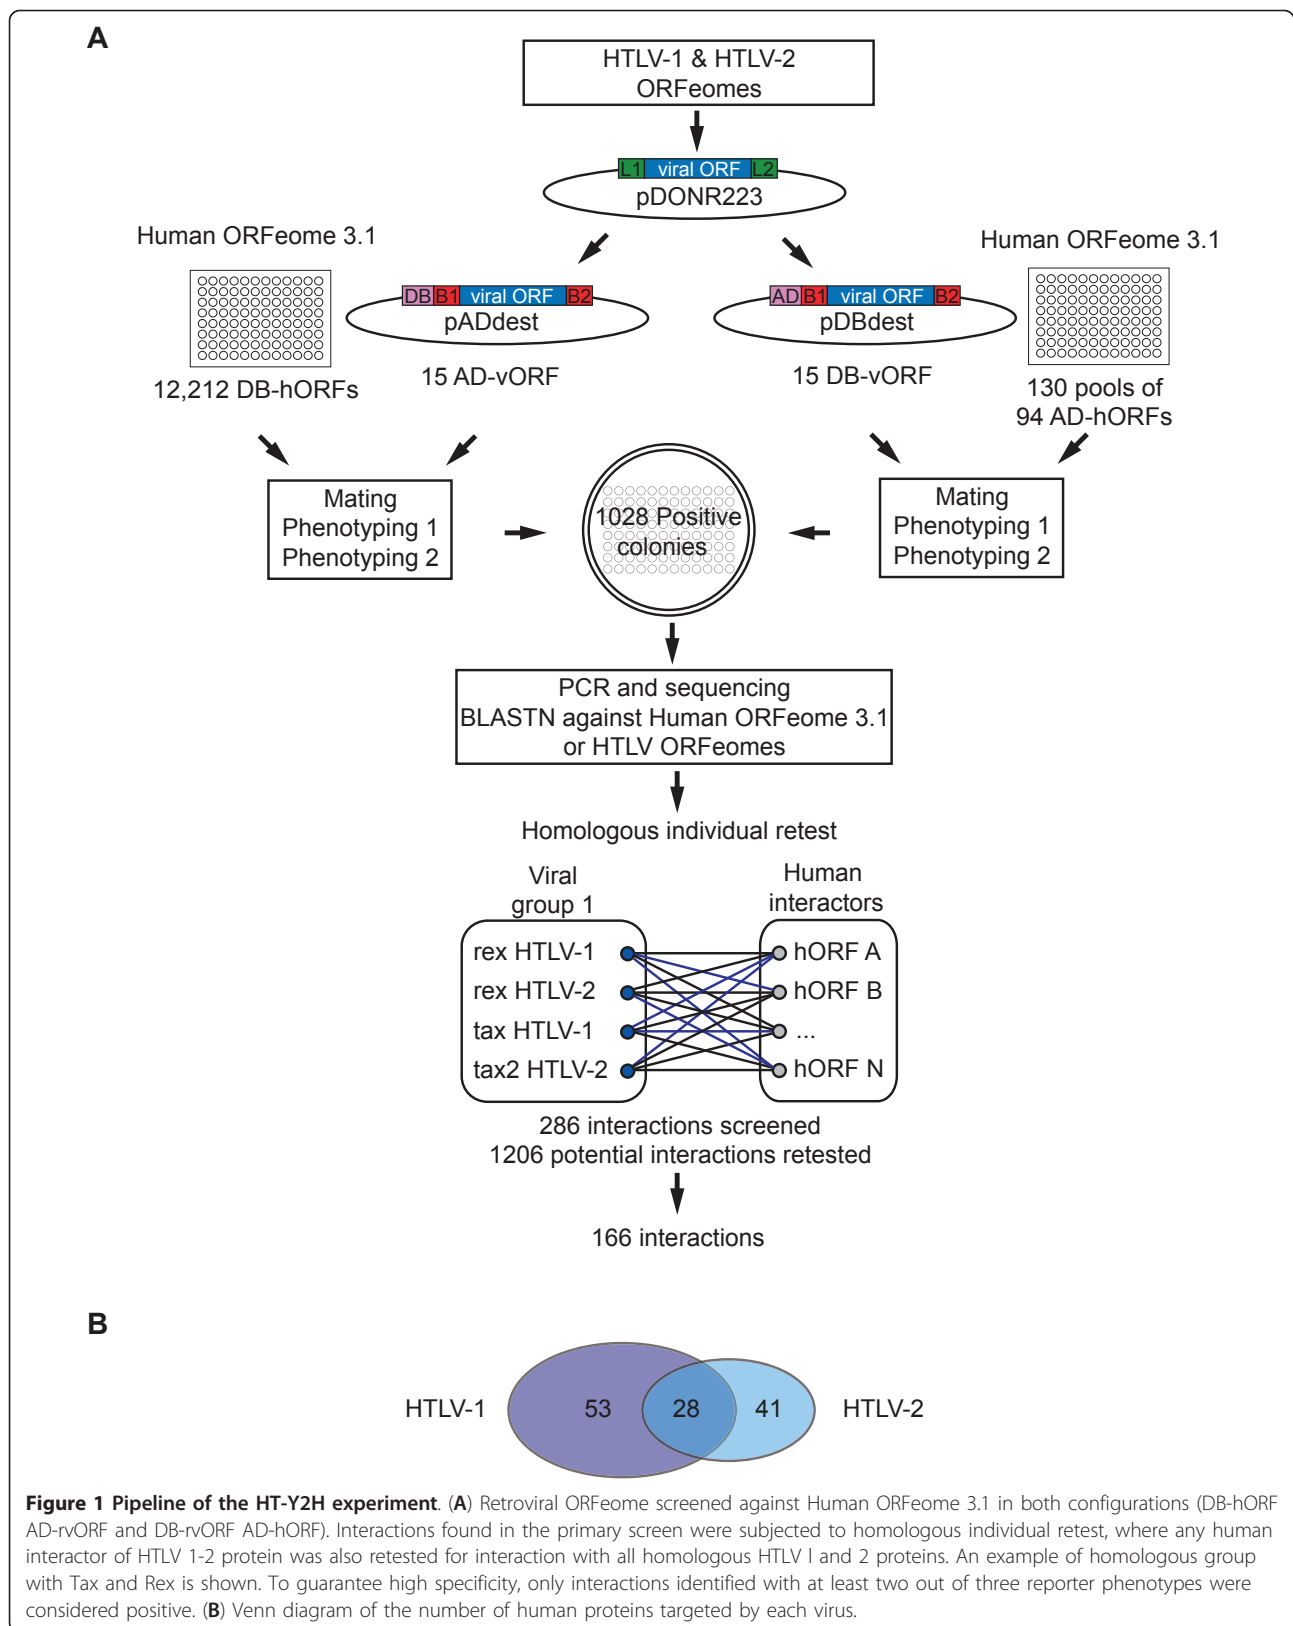 A
HTLV-1 & HTLV-2
ORFeomes
L1 viral ORF L2
pDONR223
Human ORFeome 3.1
Human ORFeome 3.1
DB B1 viral ORF B2
pADdest
AD B1 viral ORF B2
pDBdest
12,212 DB-hORFs
15 AD-vORF
15 DB-vORF
130 pools of
94 AD-hORFs
Mating
Phenotyping 1
Phenotyping 2
1028 Positive
colonies
Mating
Phenotyping 1
Phenotyping 2
PCR and sequencing
BLASTN against Human ORFeome 3.1
or HTLV ORFeomes
Homologous individual retest
Viral
group 1
Human
interactors
rex HTLV-1
rex HTLV-2
tax HTLV-1
tax2 HTLV-2
hORF A
hORF B
...
hORF N
286 interactions screened
1206 potential interactions retested
166 interactions
B
HTLV-1
53
28
41
HTLV-2
Figure 1 Pipeline of the HT-Y2H experiment. (A) Retroviral ORFeome screened against Human ORFeome 3.1 in both configurations (DB-hORF
AD-rvORF and DB-rvORF AD-hORF). Interactions found in the primary screen were subjected to homologous individual retest, where any human
interactor of HTLV 1-2 protein was also retested for interaction with all homologous HTLV l and 2 proteins. An example of homologous group
with Tax and Rex is shown. To guarantee high specificity, only interactions identified with at least two out of three reporter phenotypes were
considered positive. (B) Venn diagram of the number of human proteins targeted by each virus.